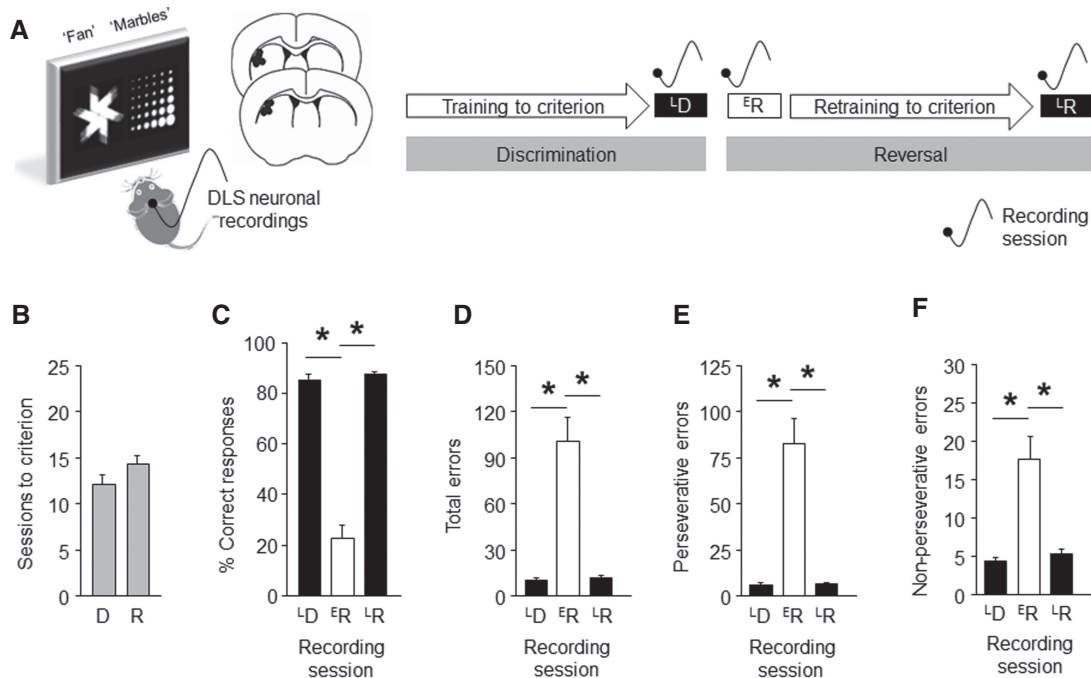 A
'Fan' 'Marbles'
DLS neuronal
recordings
Training to criterion
ᴸD
ᴱR
Retraining to criterion
ᴸR
Discrimination
Reversal
Recording
session
B
Sessions to criterion
25
20
15
10
5
0
D R
C
% Correct responses
100
80
60
40
20
0
* *
ᴸD ᴱR ᴸR
Recording
session
D
Total errors
150
120
90
60
30
0
* *
ᴸD ᴱR ᴸR
Recording
session
E
Perseverative errors
125
100
75
50
25
0
* *
ᴸD ᴱR ᴸR
Recording
session
F
Non-perseverative errors
30
25
20
15
10
5
0
* *
ᴸD ᴱR ᴸR
Recording
session